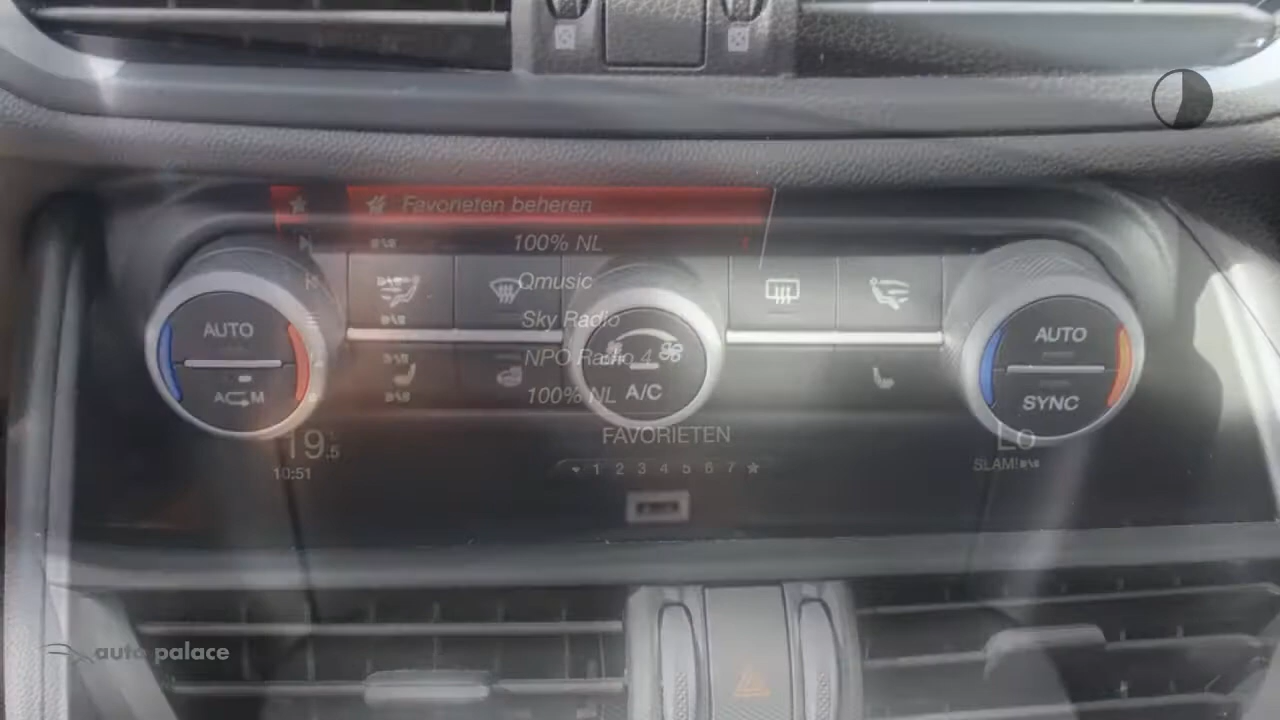 Favorieten beheren
100% NL
Qmusic
Sky Radio
AUTO
AUTO
NPO Radio 4
A/C
100% NL
SYNC
FAVORIETEN
19.5
Lo
1 2 3 4 5 6 7
10:51
SLAM!
auto palace